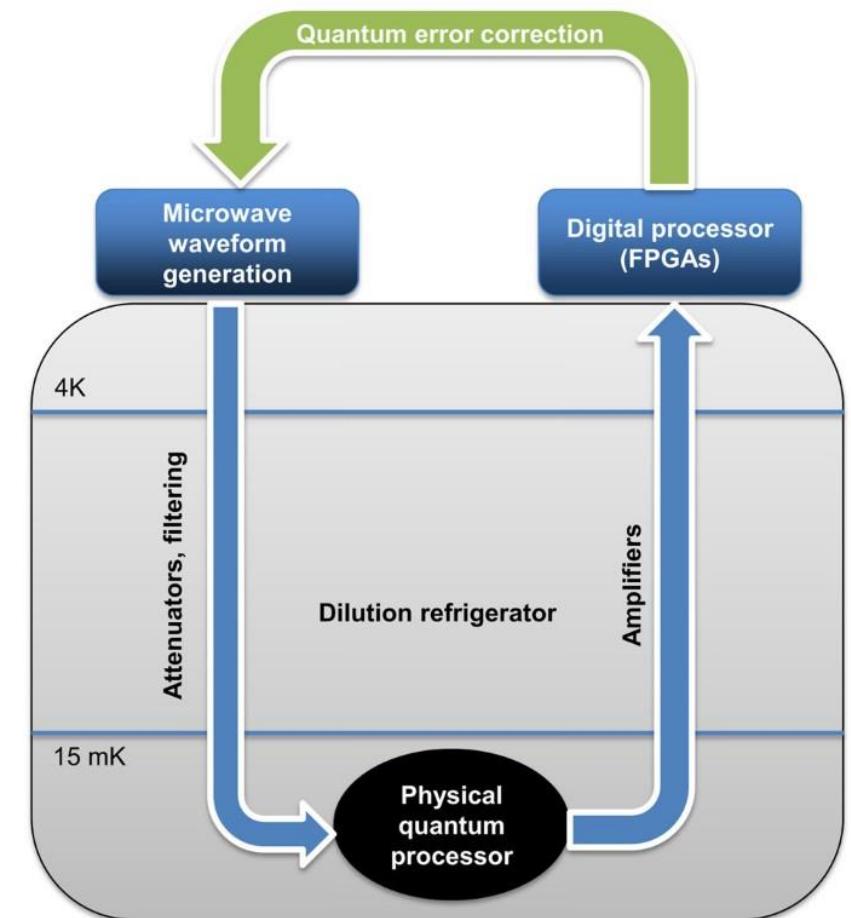 Quantum error correction
Microwave
waveform
generation
Digital processor
(FPGAs)
4K
Attenuators, filtering
Dilution refrigerator
Amplifiers
15 mK
Physical
quantum
processor